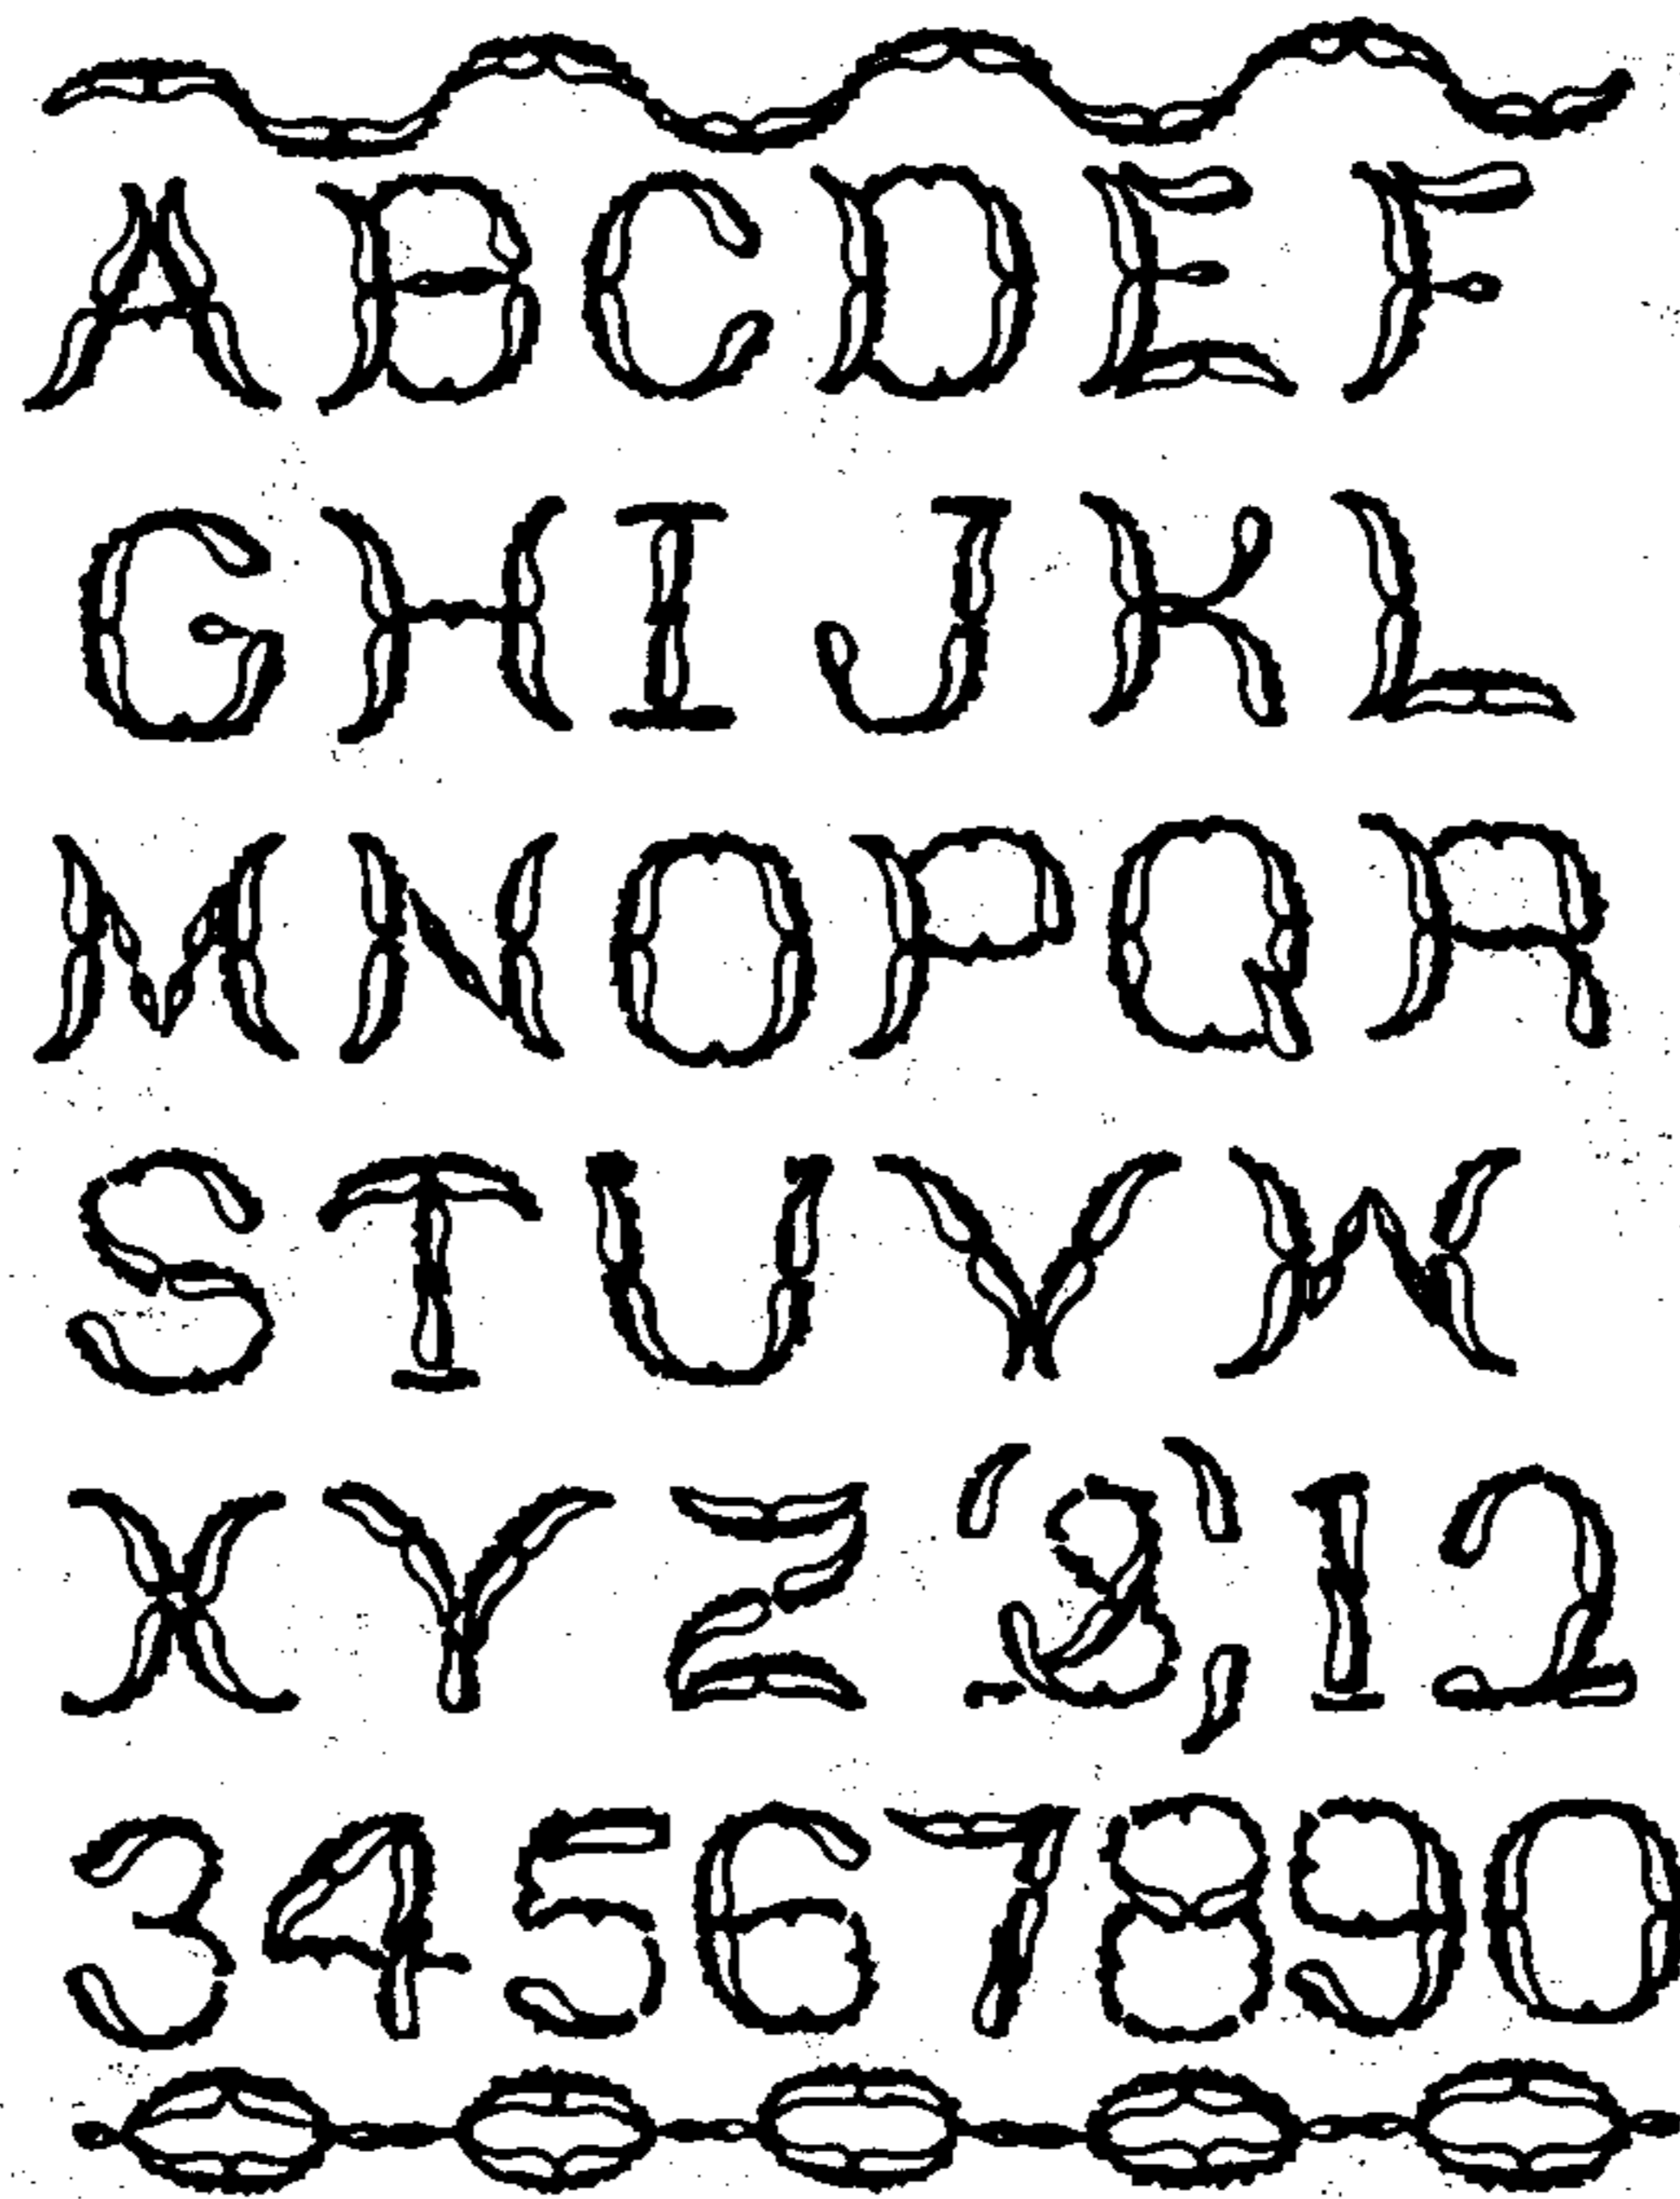 ABCDEF
GHIJKL
MNOPQR
STUVW
XYZ‘.&’,12
34567890